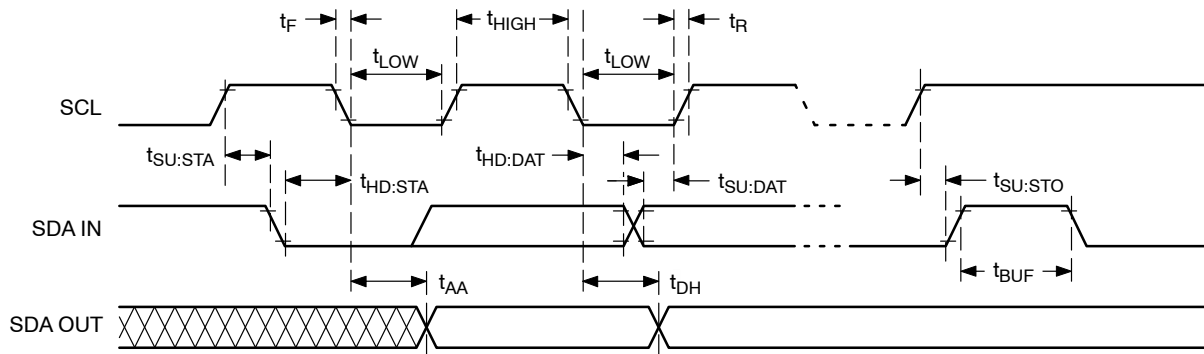 tF
tHIGH
tR
tLOW
tLOW
SCL
tSU:STA
tHD:STA
tHD:DAT
tSU:DAT
tSU:STO
SDA IN
tAA
tDH
tBUF
SDA OUT